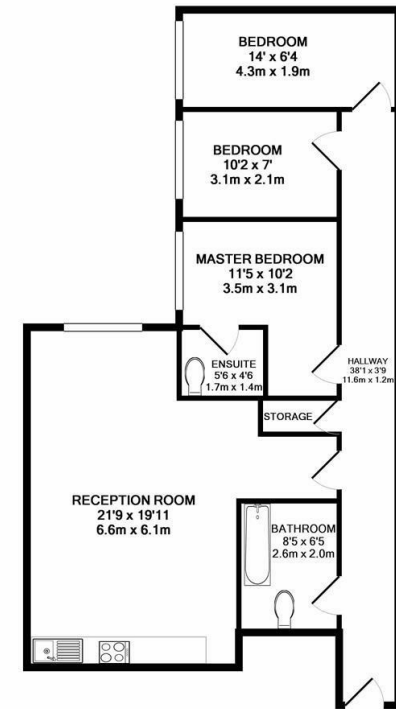 BEDROOM
14' x 6'4
4.3m x 1.9m
BEDROOM
10'2 x 7'
3.1m x 2.1m
MASTER BEDROOM
11'5 x 10'2
3.5m x 3.1m
ENSUITE
5'6 x 4'6
1.7m x 1.4m
HALLWAY
38'1 x 3'9
11.6m x 1.2m
STORAGE
RECEPTION ROOM
21'9 x 19'11
6.6m x 6.1m
BATHROOM
8'5 x 6'5
2.6m x 2.0m